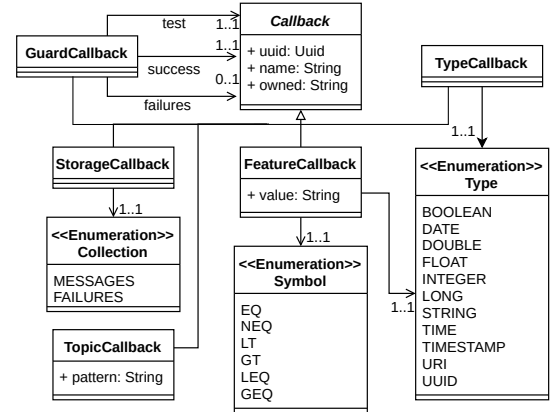 Callback
+ uuid: Uuid
+ name: String
+ owned: String
GuardCallback
test
1..1
1..1
success
0..1
failures
TypeCallback
1..1
StorageCallback
1..1
FeatureCallback
+ value: String
1..1
1..1
<<Enumeration>>
Type
BOOLEAN
DATE
DOUBLE
FLOAT
INTEGER
LONG
STRING
TIME
TIMESTAMP
URI
UUID
<<Enumeration>>
Collection
MESSAGES
FAILURES
<<Enumeration>>
Symbol
EQ
NEQ
LT
GT
LEQ
GEQ
TopicCallback
+ pattern: String